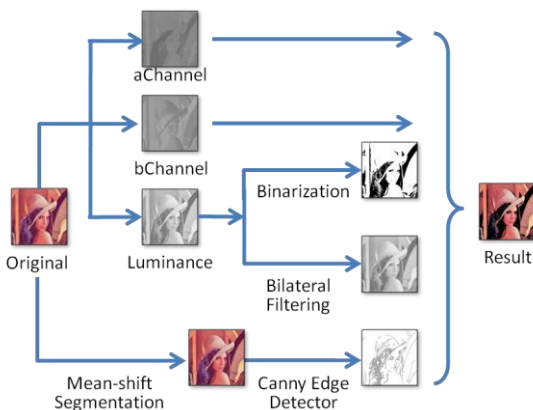 aChannel
bChannel
Binarization
Original
Luminance
Result
Bilateral
Filtering
Mean-shift
Segmentation
Canny Edge
Detector